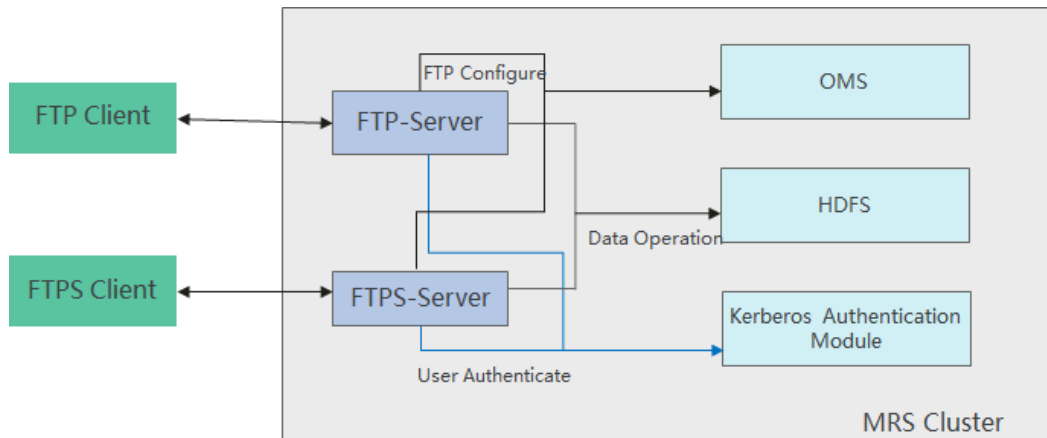 FTP Configure
OMS
FTP Client
FTP-Server
HDFS
Data Operation
FTPS Client
FTPS-Server
Kerberos Authentication
Module
User Authenticate
MRS Cluster